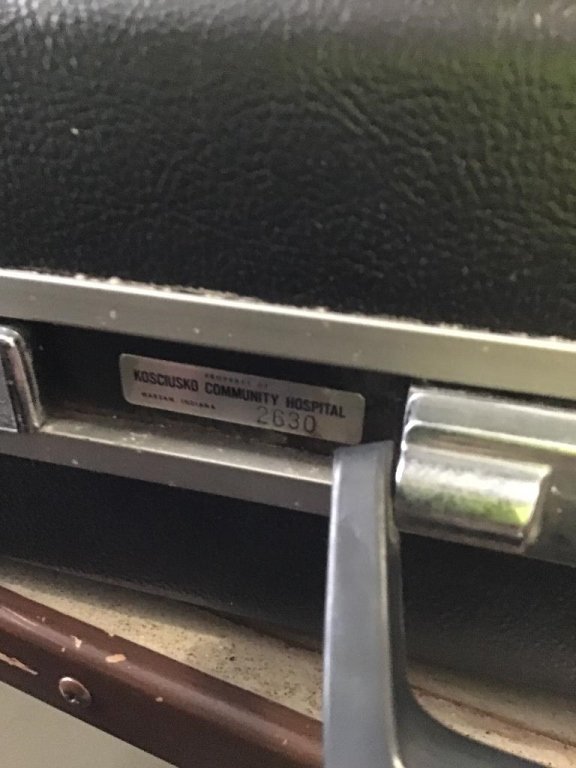 PROPERTY OF
KOSCIUSKO COMMUNITY HOSPITAL
WARSAW, INDIANA 2630